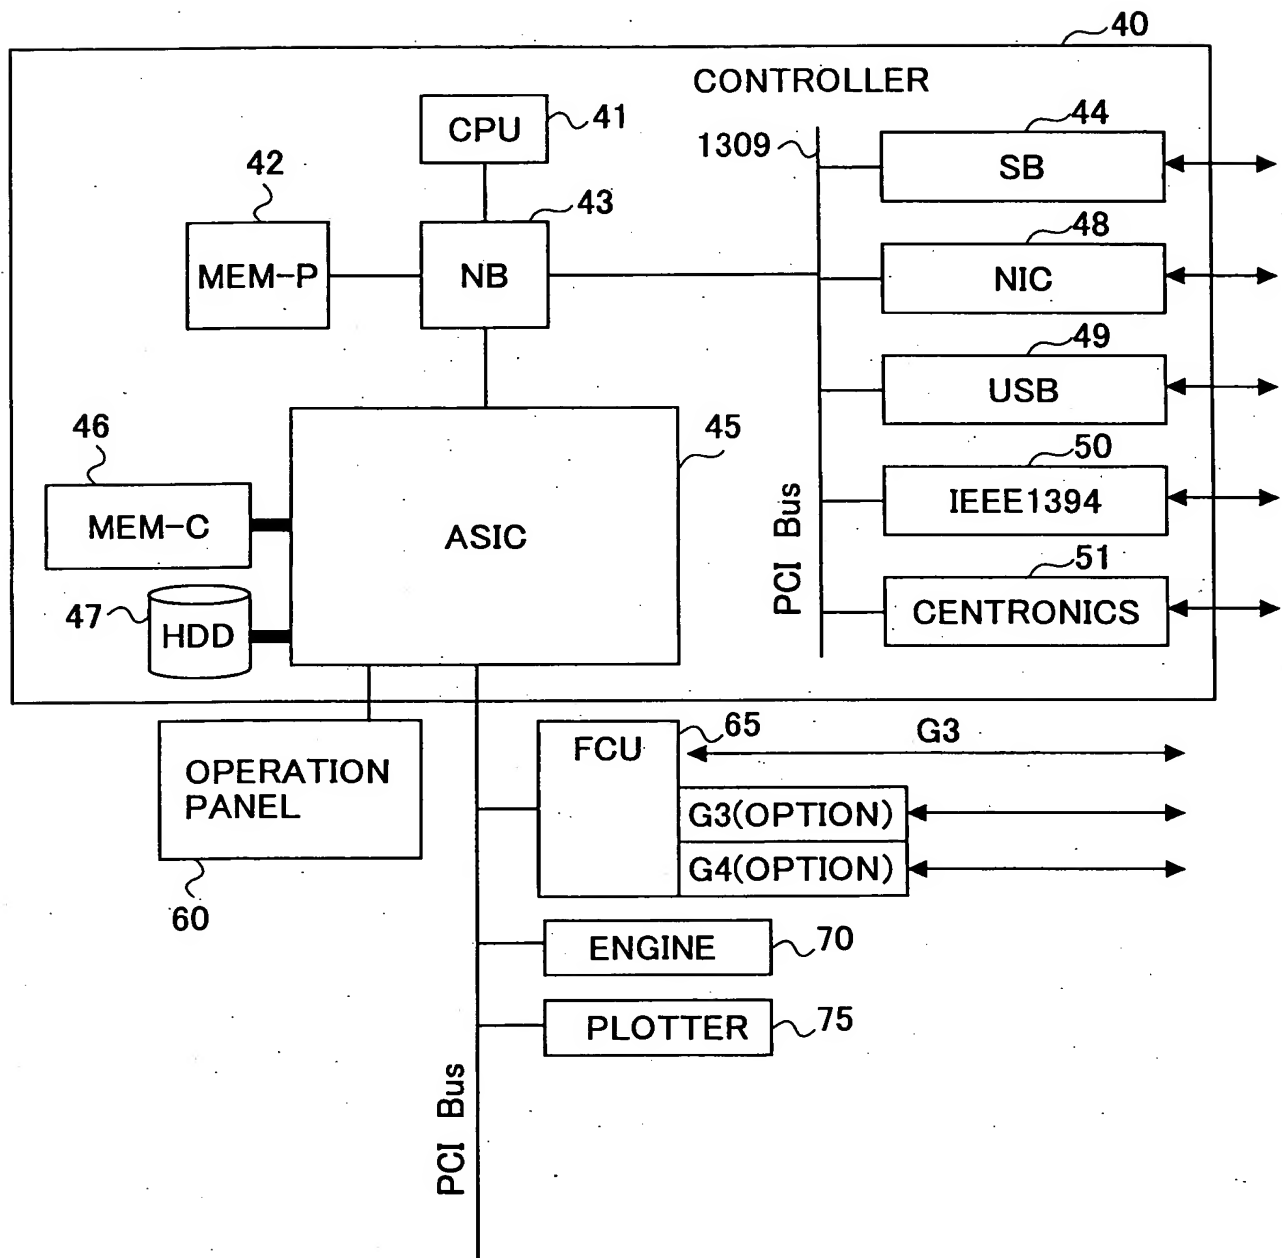 40
CONTROLLER
CPU
41
1309
44
SB
42
43
MEM-P
NB
48
NIC
49
USB
46
45
50
IEEE1394
MEM-C
ASIC
PCI Bus
51
CENTRONICS
47
HDD
65
FCU
G3
OPERATION
PANEL
G3(OPTION)
G4(OPTION)
60
ENGINE
70
PLOTTER
75
PCI Bus